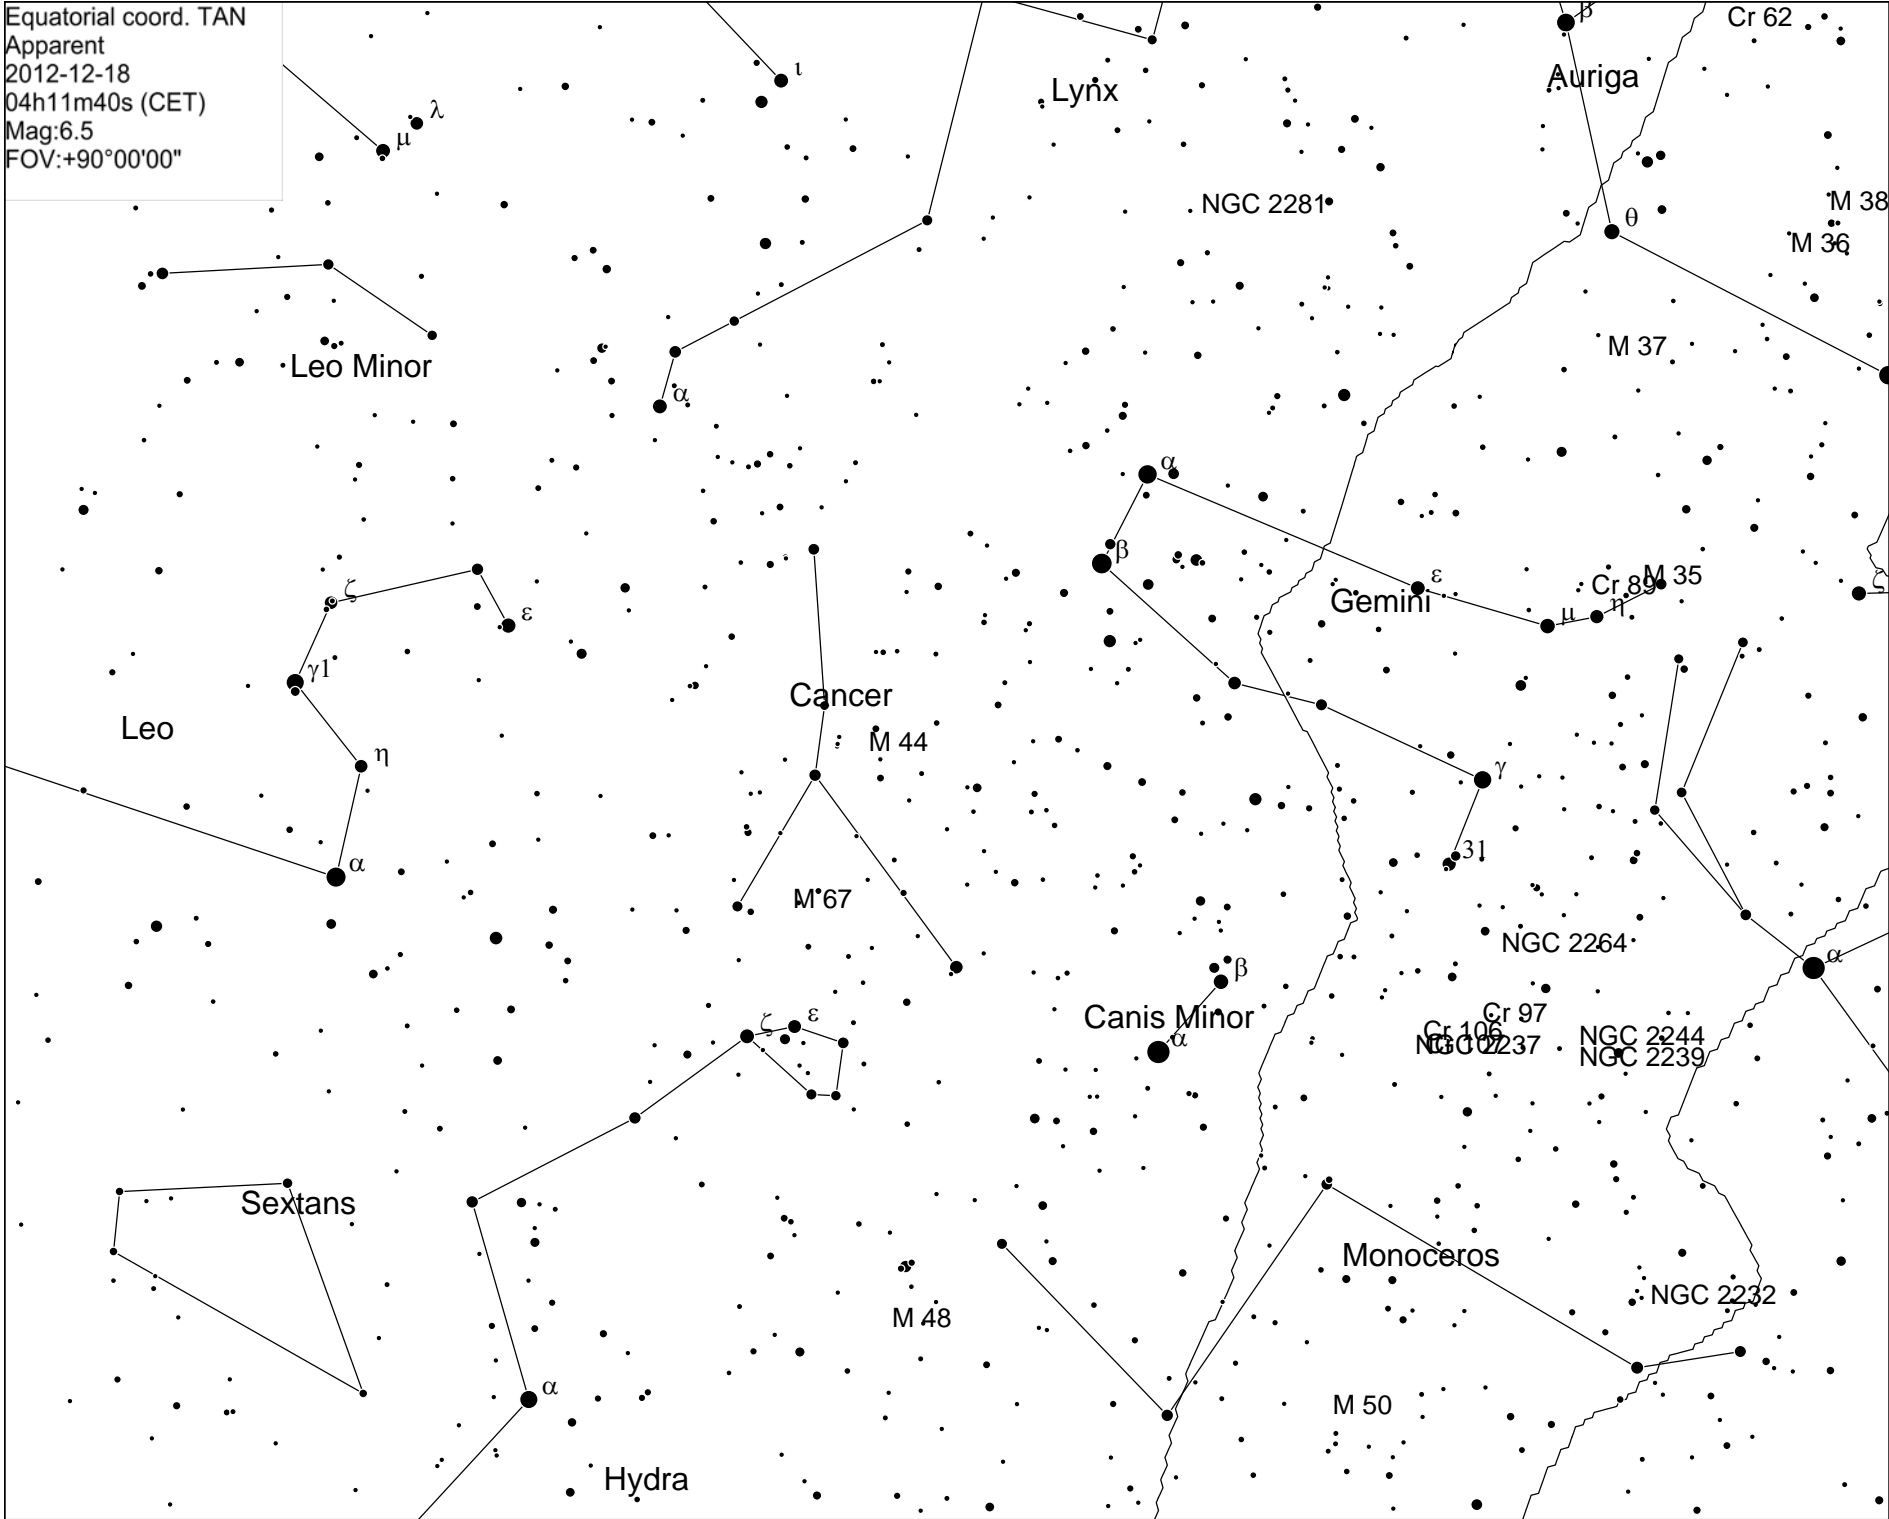 Equatorial coord. TAN
Apparent
2012-12-18
04h11m40s (CET)
Mag:6.5
FOV:+90°00'00"
β
Cr 62
ι
Auriga
Lynx
λ
μ
NGC 2281
M 38
θ
M 36
M 37
Leo Minor
α
α
β
ε
M 35
Cr 89
ζ
Gemini
η
μ
ζ
ε
γ1
Cancer
Leo
M 44
η
γ
31
α
M 67
NGC 2264
α
β
Cr 97
Canis Minor
ζ
ε
Cr 106
NGC 2244
α
NGC 2237
NGC 2239
Sextans
Monoceros
NGC 2232
M 48
α
M 50
Hydra